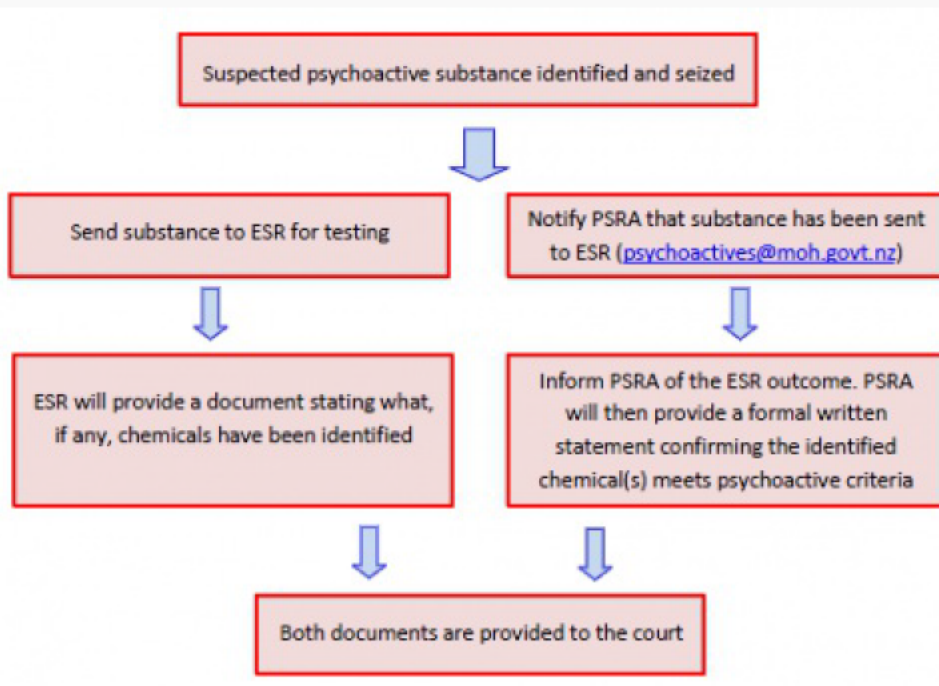 Suspected psychoactive substance identified and seized
Send substance to ESR for testing
Notify PSRA that substance has been sent
to ESR (psychoactives@moh.govt.nz)
ESR will provide a document stating what,
if any, chemicals have been identified
Inform PSRA of the ESR outcome. PSRA
will then provide a formal written
statement confirming the identified
chemical(s) meets psychoactive criteria
Both documents are provided to the court